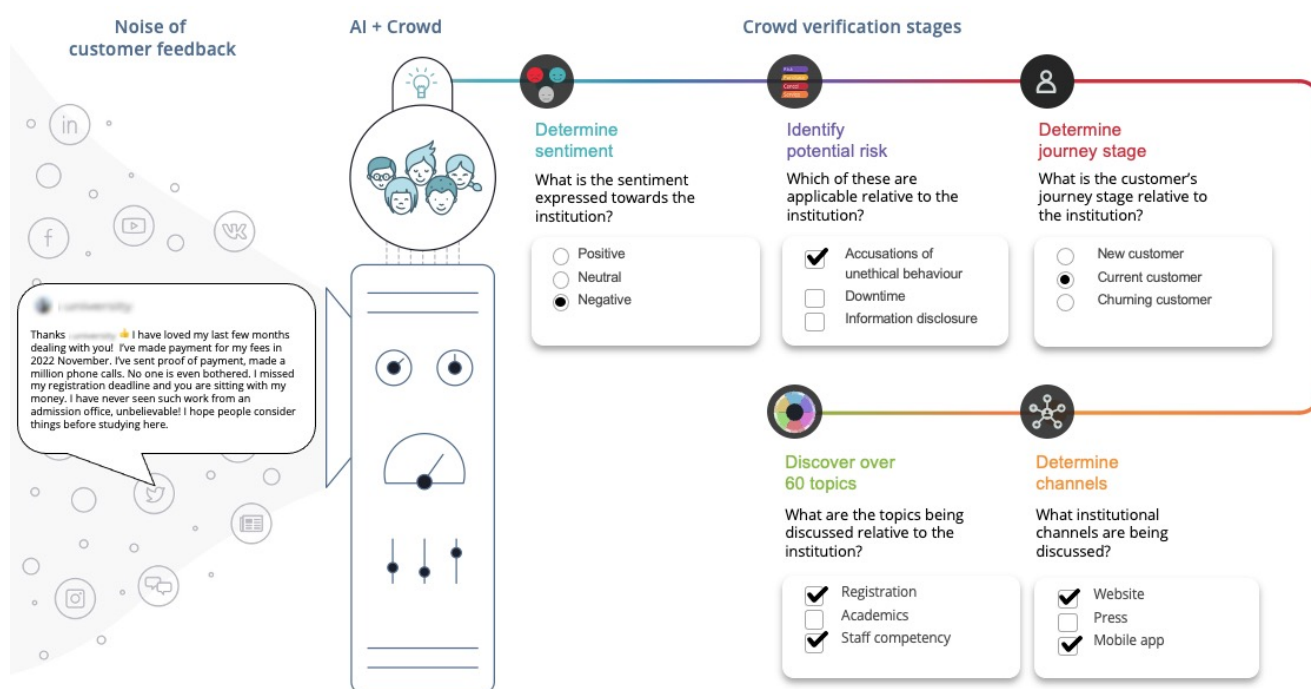 Noise of
customer feedback
AI + Crowd
Crowd verification stages
in
f
Thanks 👍 I have loved my last few months
dealing with you! I've made payment for my fees in
2022 November. I've sent proof of payment, made a
million phone calls. No one is even bothered. I missed
my registration deadline and you are sitting with my
money. I have never seen such work from an
admission office, unbelievable! I hope people consider
things before studying here.
Determine
sentiment
What is the sentiment
expressed towards the
institution?
Positive
Neutral
Negative
Identify
potential risk
Which of these are
applicable relative to the
institution?
Accusations of
unethical behaviour
Downtime
Information disclosure
Determine
journey stage
What is the customer's
journey stage relative to
the institution?
New customer
Current customer
Churning customer
Discover over
60 topics
What are the topics being
discussed relative to the
institution?
Registration
Academics
Staff competency
Determine
channels
What institutional
channels are being
discussed?
Website
Press
Mobile app